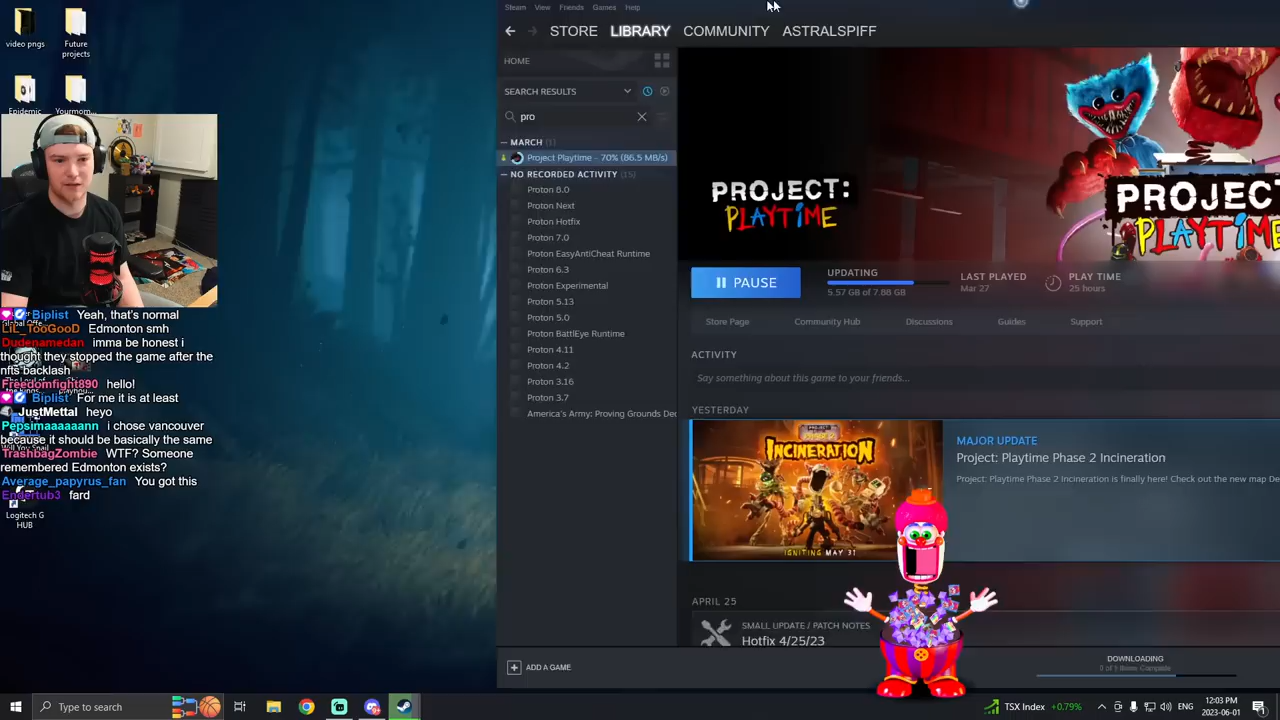 video pngs
Future
projects
Epidemic
Yourmom...
Biplist Yeah, that's normal
LIL_TooGooD Edmonton smh
Dudenamedan imma be honest i
thought they stopped the game after the
nfts backlash
Freedomfight890 hello!
Biplist For me it is at least
JustMettal heyo
Pepsimaaaaaann i chose vancouver
because it should be basically the same
TrashdagZombie WTF? Someone
remembered Edmonton exists?
Average_papyrus_fan You got this
Endertub3 fard
Logitech G
HUB
Steam View Friends Games Help
STORE LIBRARY COMMUNITY ASTRALSPIFF
HOME
SEARCH RESULTS
pro
MARCH (1)
Project Playtime - 70% (86.5 MB/s)
NO RECORDED ACTIVITY (15)
Proton 8.0
Proton Next
Proton Hotfix
Proton 7.0
Proton EasyAntiCheat Runtime
Proton 6.3
Proton Experimental
Proton 5.13
Proton 5.0
Proton BattlEye Runtime
Proton 4.11
Proton 4.2
Proton 3.16
Proton 3.7
America's Army: Proving Grounds Dec
ADD A GAME
PROJECT:
PLAYTIME
PROJECT
PLAYTIME
PAUSE
UPDATING
5.57 GB of 7.88 GB
LAST PLAYED
Mar 27
PLAY TIME
25 hours
Store Page Community Hub Discussions Guides Support
ACTIVITY
Say something about this game to your friends...
YESTERDAY
INCINERATION
IGNITING MAY 31
MAJOR UPDATE
Project: Playtime Phase 2 Incineration
Project: Playtime Phase 2 Incineration is finally here! Check out the new map De
APRIL 25
SMALL UPDATE / PATCH NOTES
Hotfix 4/25/23
DOWNLOADING
0 of 1 Items Complete
Type here to search
TSX Index +0.79%
ENG
12:03 PM
2023-06-01
1